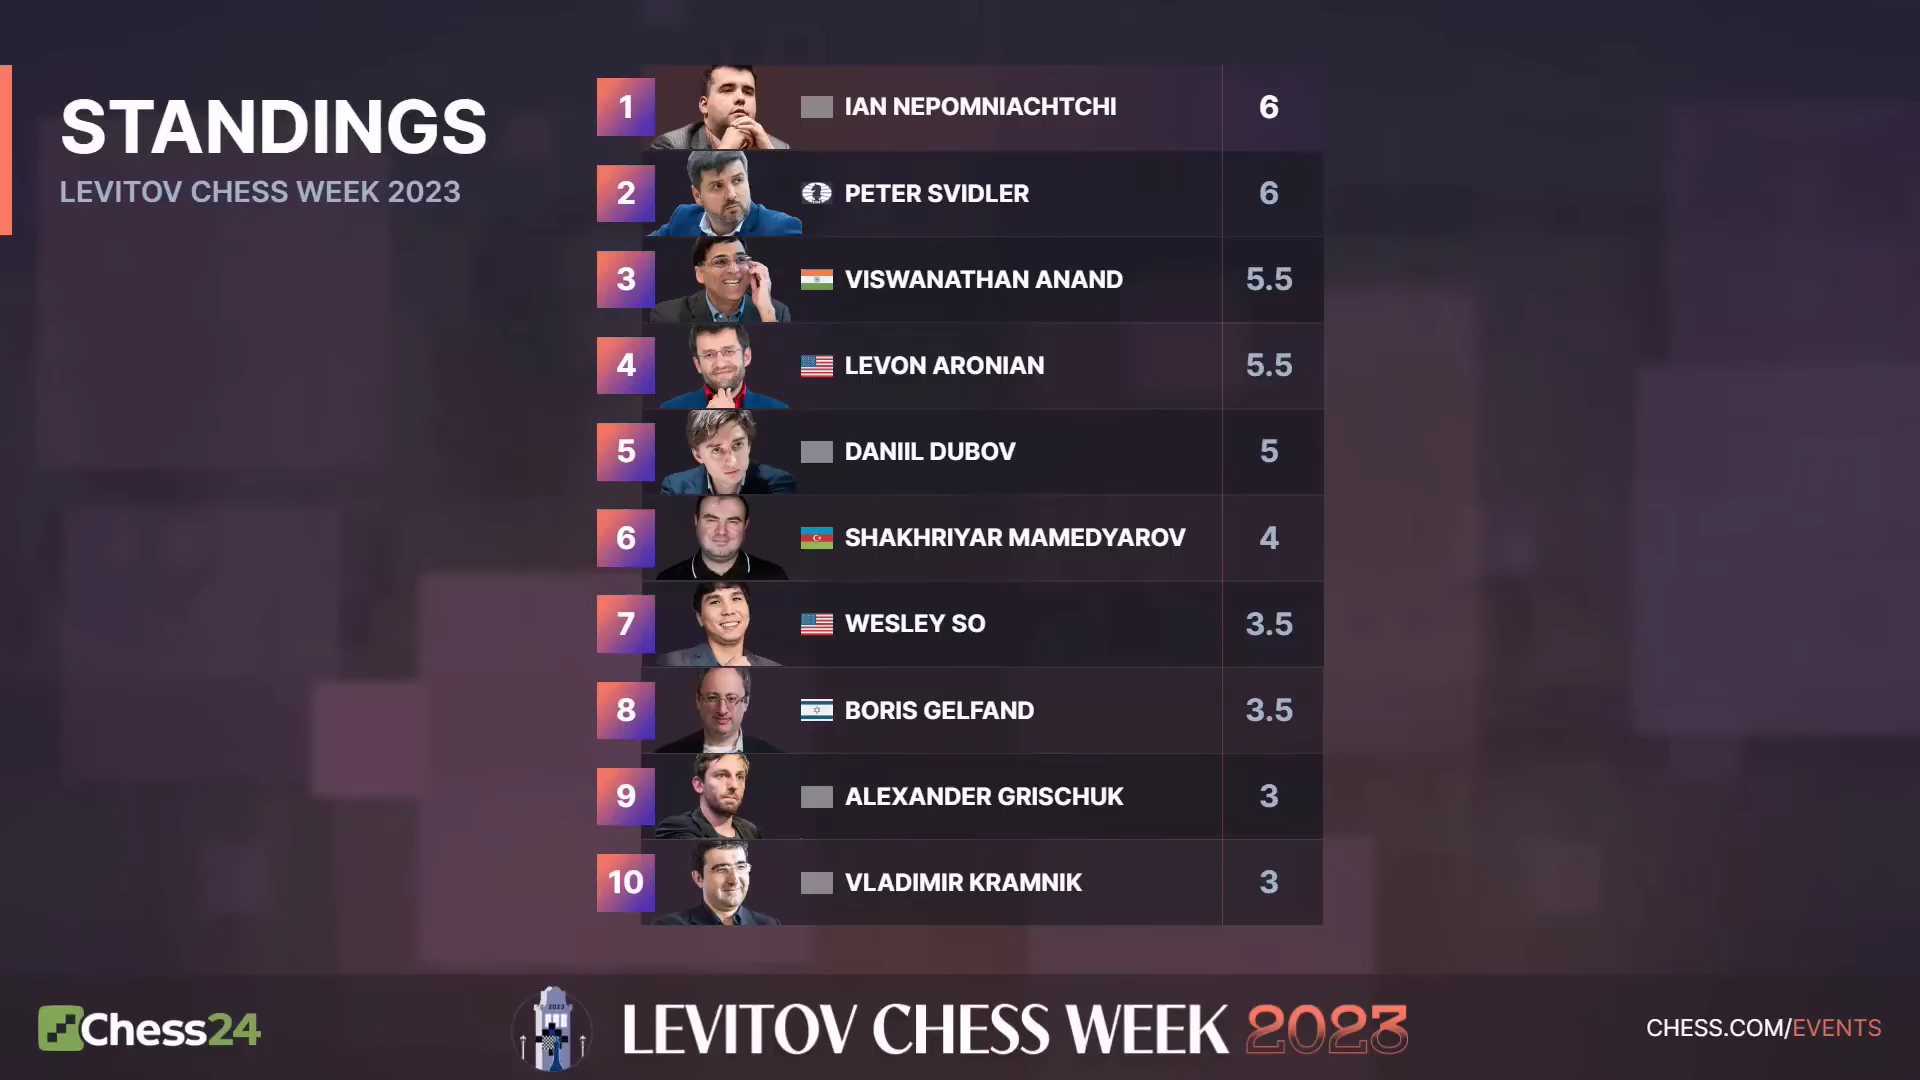 STANDINGS
LEVITOV CHESS WEEK 2023
1 IAN NEPOMNIACHTCHI 6
2 PETER SVIDLER 6
3 VISWANATHAN ANAND 5.5
4 LEVON ARONIAN 5.5
5 DANIIL DUBOV 5
6 SHAKHRIYAR MAMEDYAROV 4
7 WESLEY SO 3.5
8 BORIS GELFAND 3.5
9 ALEXANDER GRISCHUK 3
10 VLADIMIR KRAMNIK 3
Chess24
2023
LEVITOV CHESS WEEK 2023
CHESS.COM/EVENTS